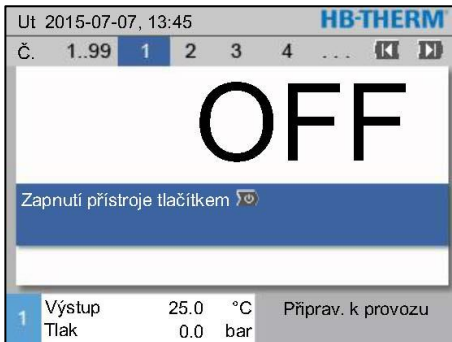 Ut 2015-07-07, 13:45 HB-THERM
Č. 1..99 1 2 3 4 ...
OFF
Zapnutí přístroje tlačítkem
1 Výstup 25.0 °C Připrav. k provozu
Tlak 0.0 bar